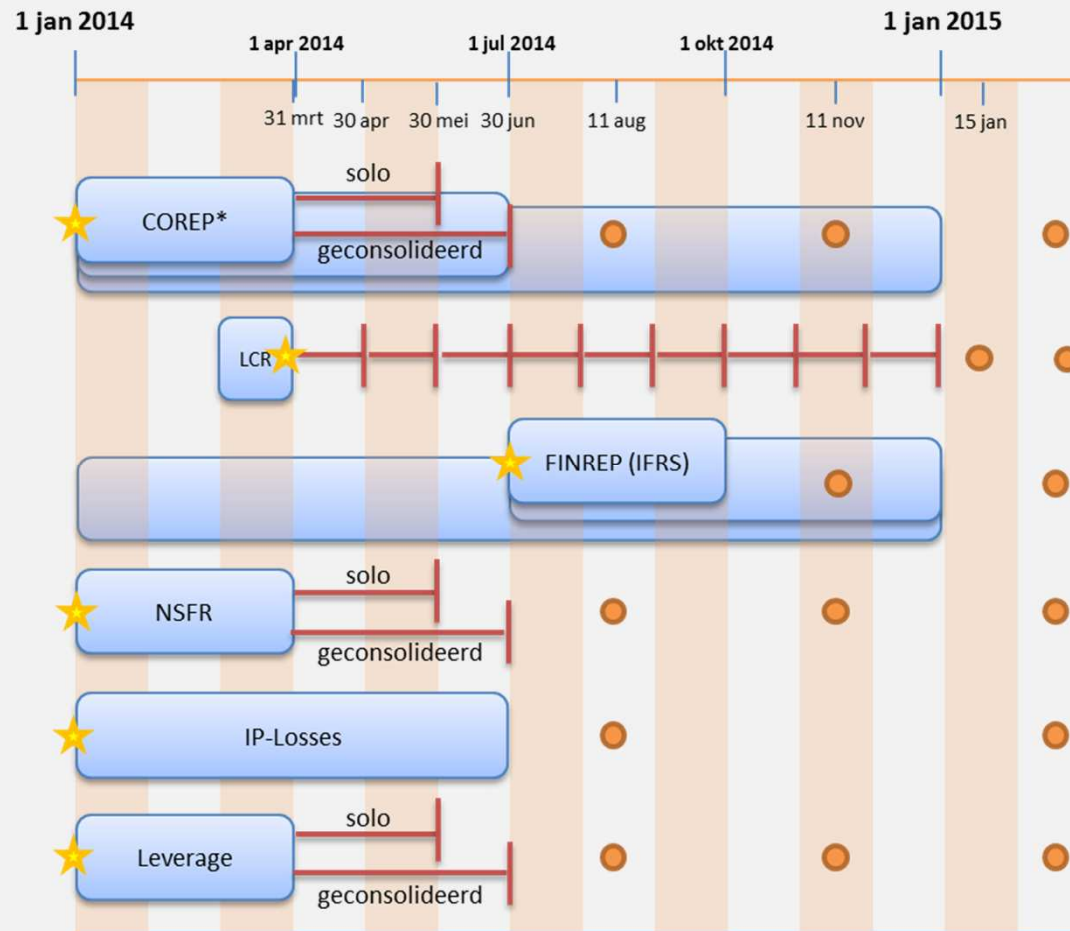 1 jan 2014
1 jan 2015
1 apr 2014
1 jul 2014
1 okt 2014
31 mrt
30 apr
30 mei
30 jun
11 aug
11 nov
15 jan
solo
COREP*
geconsolideerd
LCR
FINREP (IFRS)
solo
NSFR
geconsolideerd
IP-Losses
solo
Leverage
geconsolideerd